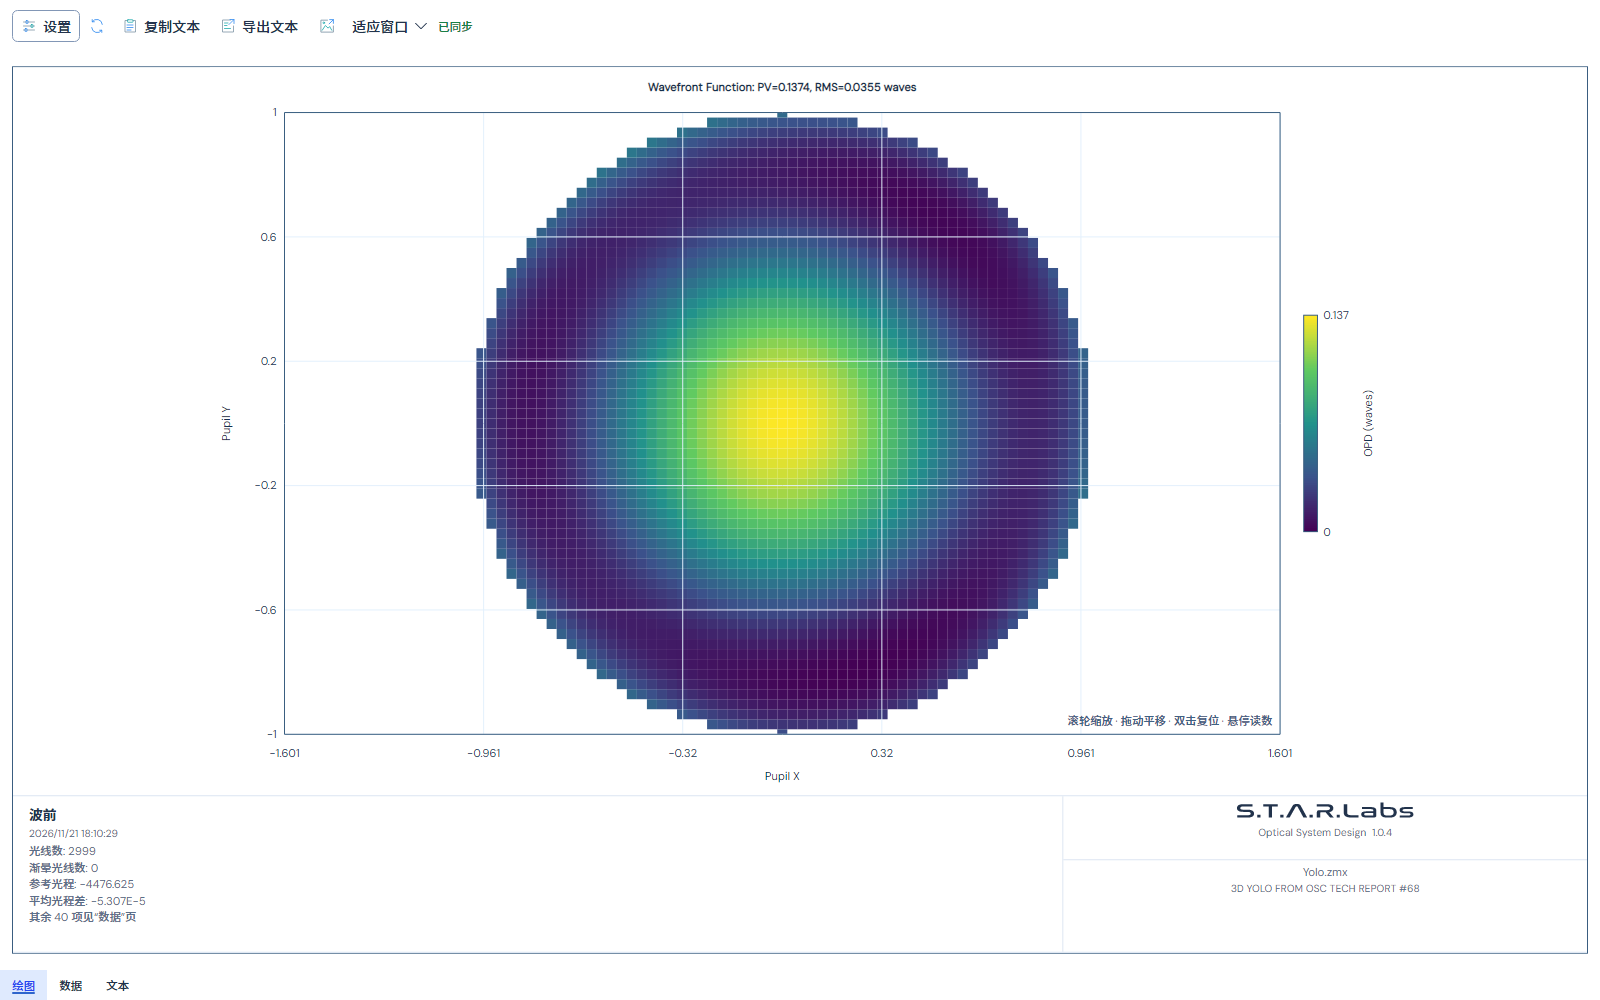 设置
复制文本
导出文本
适应窗口
已同步
Wavefront Function: PV=0.1374, RMS=0.0355 waves
1
0.6
0.2
-0.2
-0.6
-1
Pupil Y
-1.601
-0.961
-0.32
0.32
0.961
1.601
Pupil X
滚轮缩放 · 拖动平移 · 双击复位 · 悬停读数
0.137
0
OPD (waves)
波前
2026/11/21 18:10:29
光线数: 2999
渐晕光线数: 0
参考光程: -4476.625
平均光程差: -5.307E-5
其余 40 项见“数据”页
S.T.A.R.Labs
Optical System Design 1.0.4
Yolo.zmx
3D YOLO FROM OSC TECH REPORT #68
绘图
数据
文本